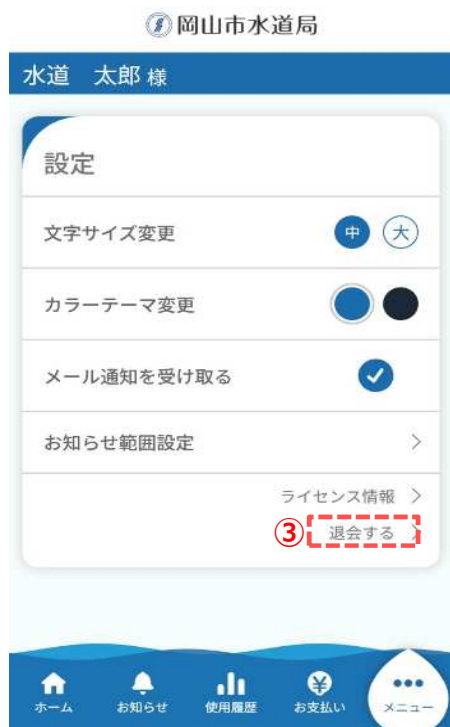 岡山市水道局
水道　太郎 様
設定
文字サイズ変更 中 大
カラーテーマ変更
メール通知を受け取る
お知らせ範囲設定
ライセンス情報
③ 退会する
ホーム お知らせ 使用履歴 お支払い メニュー